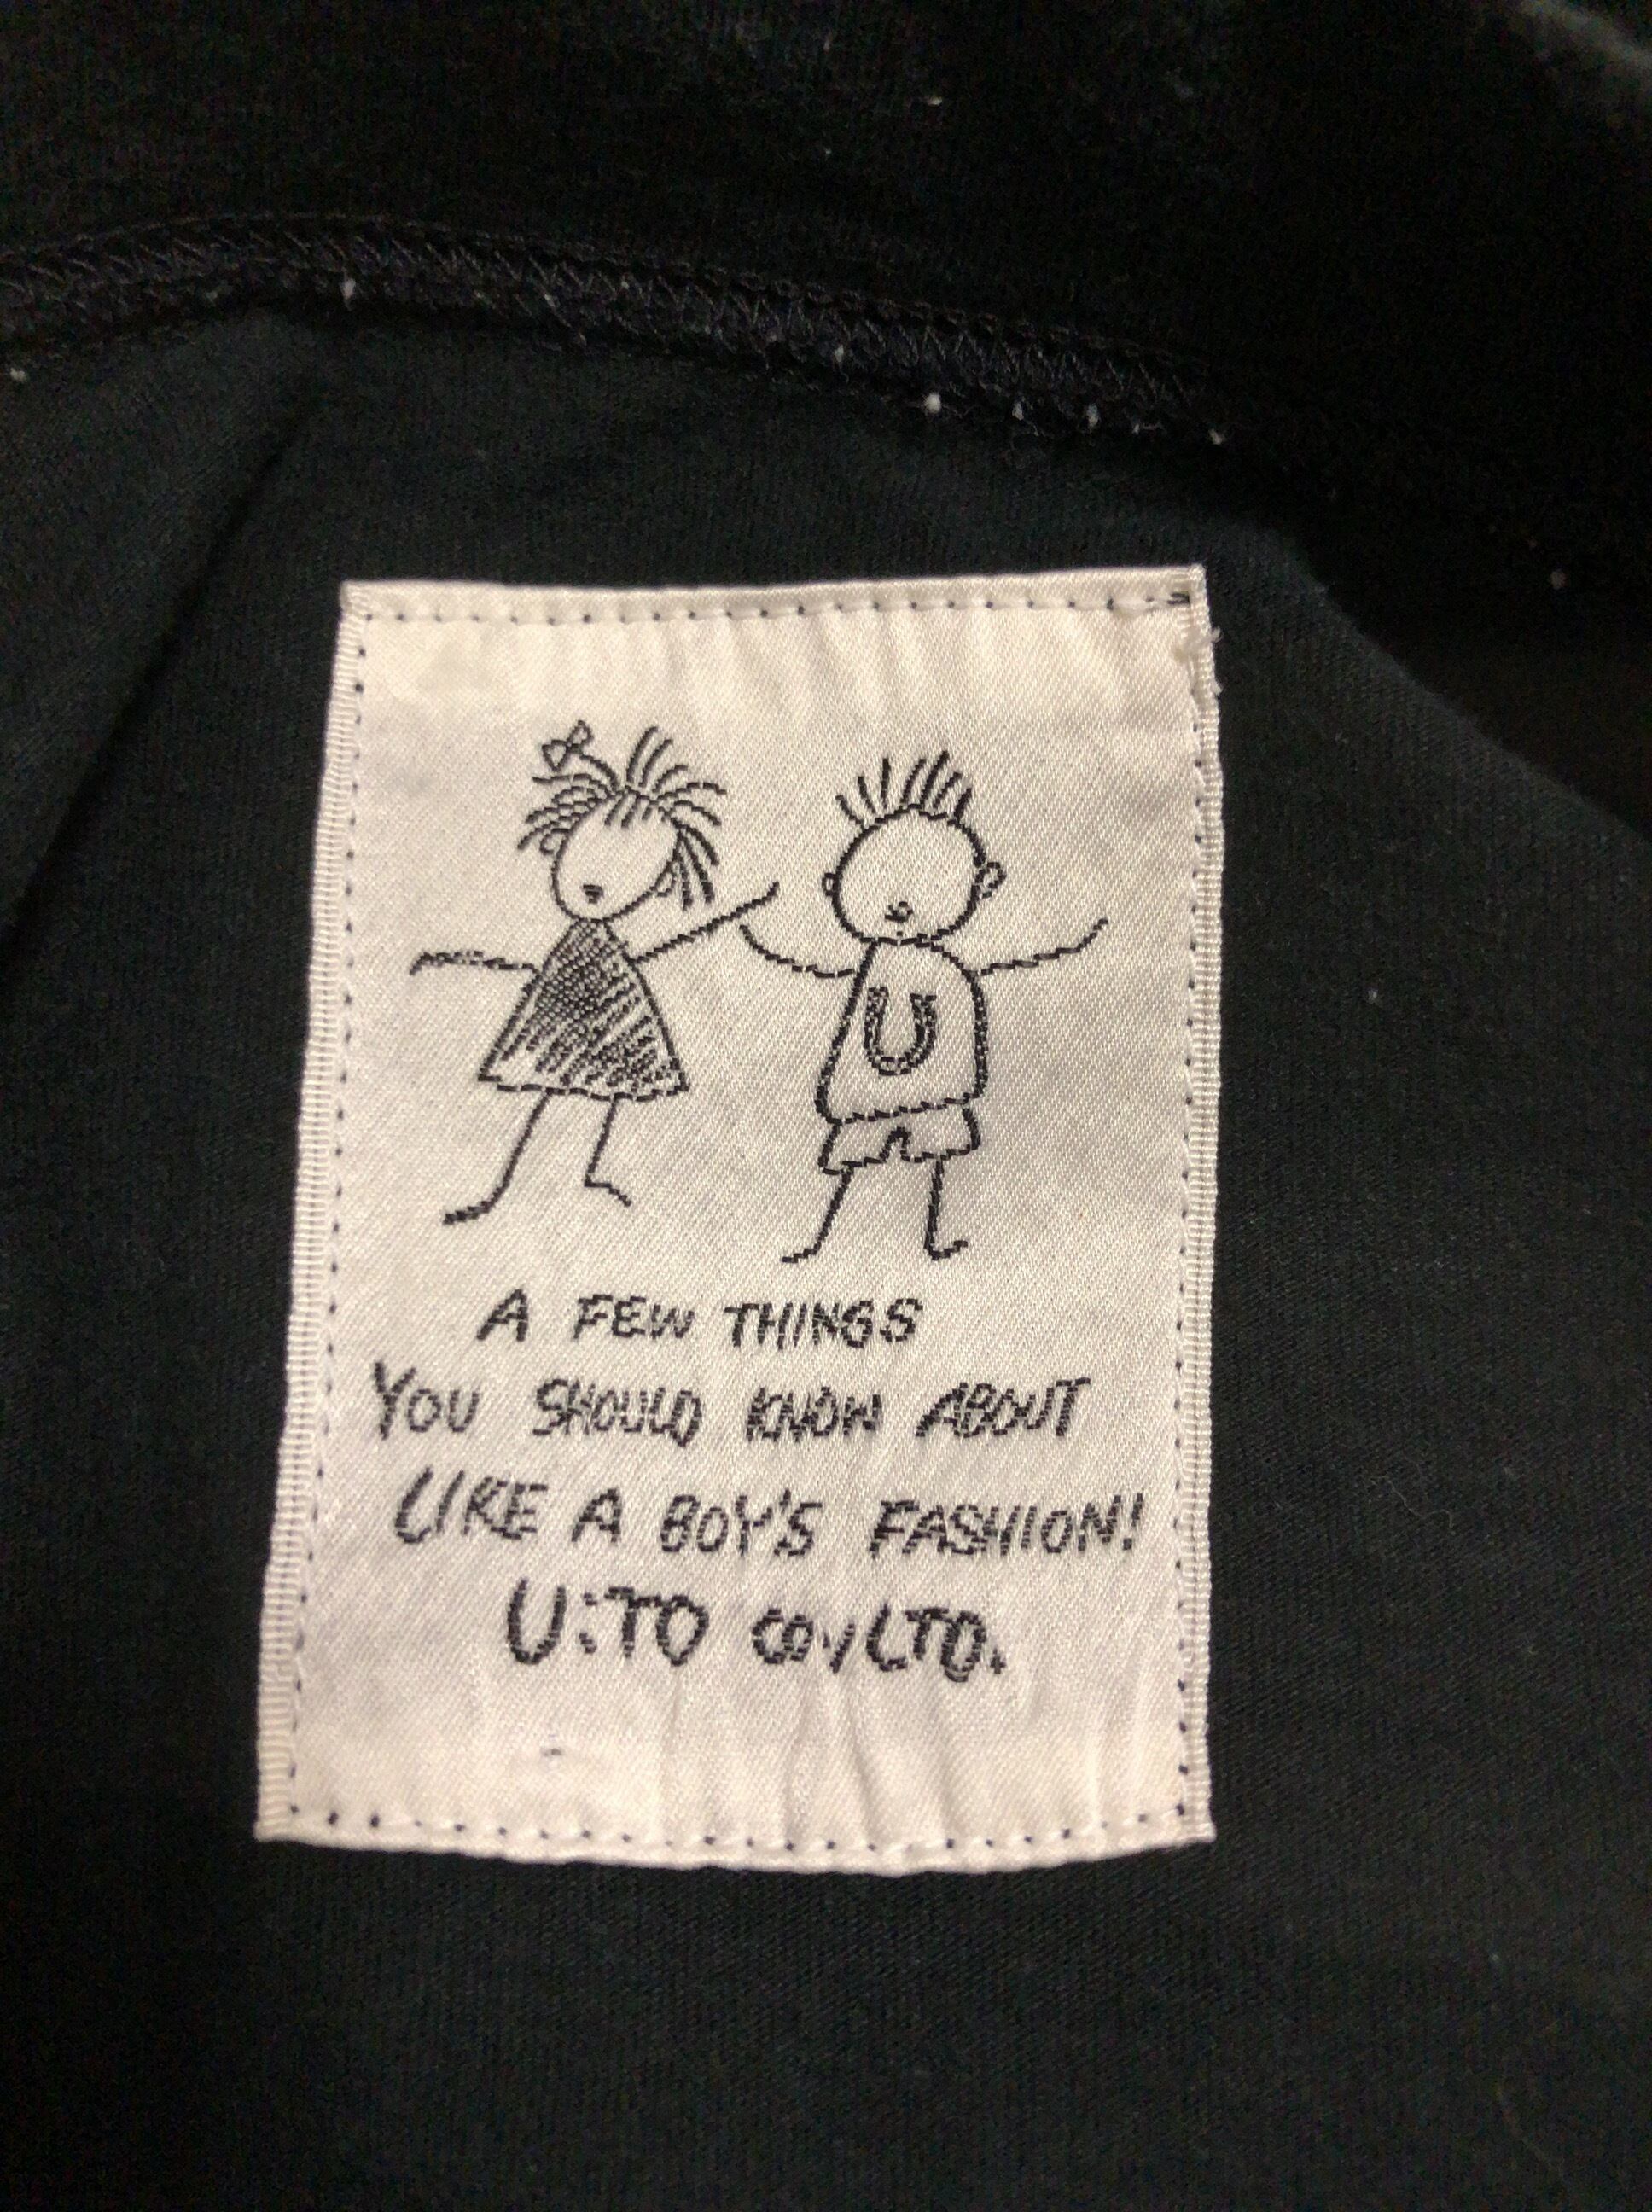 U
A FEW THINGS
YOU SHOULD KNOW ABOUT
LIKE A BOY'S FASHION!
U:TO CO,LTD.